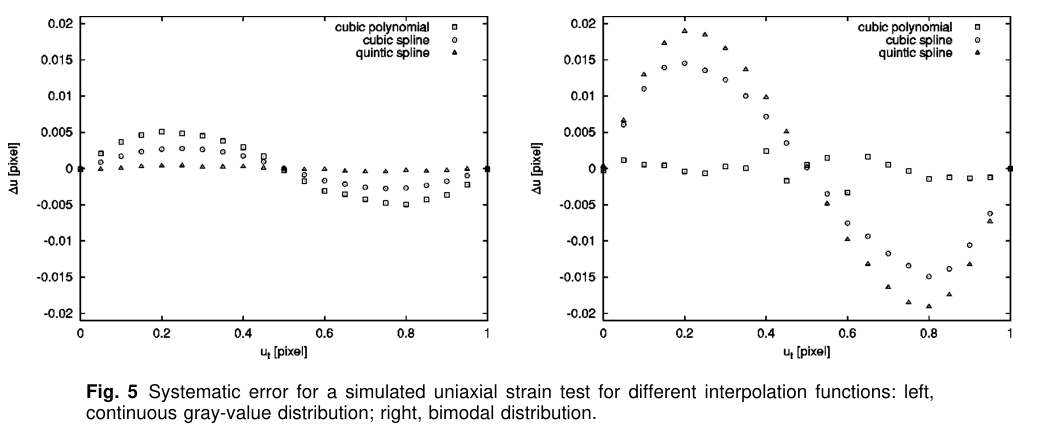 0.02
0.015
0.01
0.005
0
-0.005
-0.01
-0.015
-0.02
Δu [pixel]
cubic polynomial
cubic spline
quintic spline
0 0.2 0.4 0.6 0.8 1
ut [pixel]
0.02
0.015
0.01
0.005
0
-0.005
-0.01
-0.015
-0.02
Δu [pixel]
cubic polynomial
cubic spline
quintic spline
0 0.2 0.4 0.6 0.8 1
ut [pixel]
Fig. 5 Systematic error for a simulated uniaxial strain test for different interpolation functions: left,
continuous gray-value distribution; right, bimodal distribution.